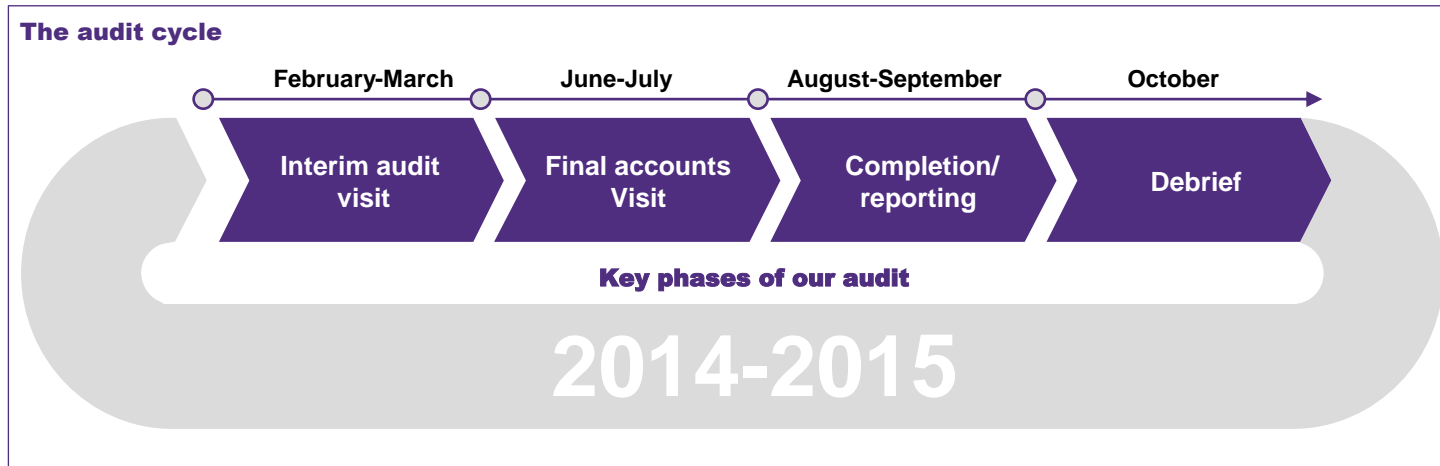 The audit cycle
February-March
June-July
August-September
October
Interim audit
visit
Final accounts
Visit
Completion/
reporting
Debrief
Key phases of our audit
2014-2015